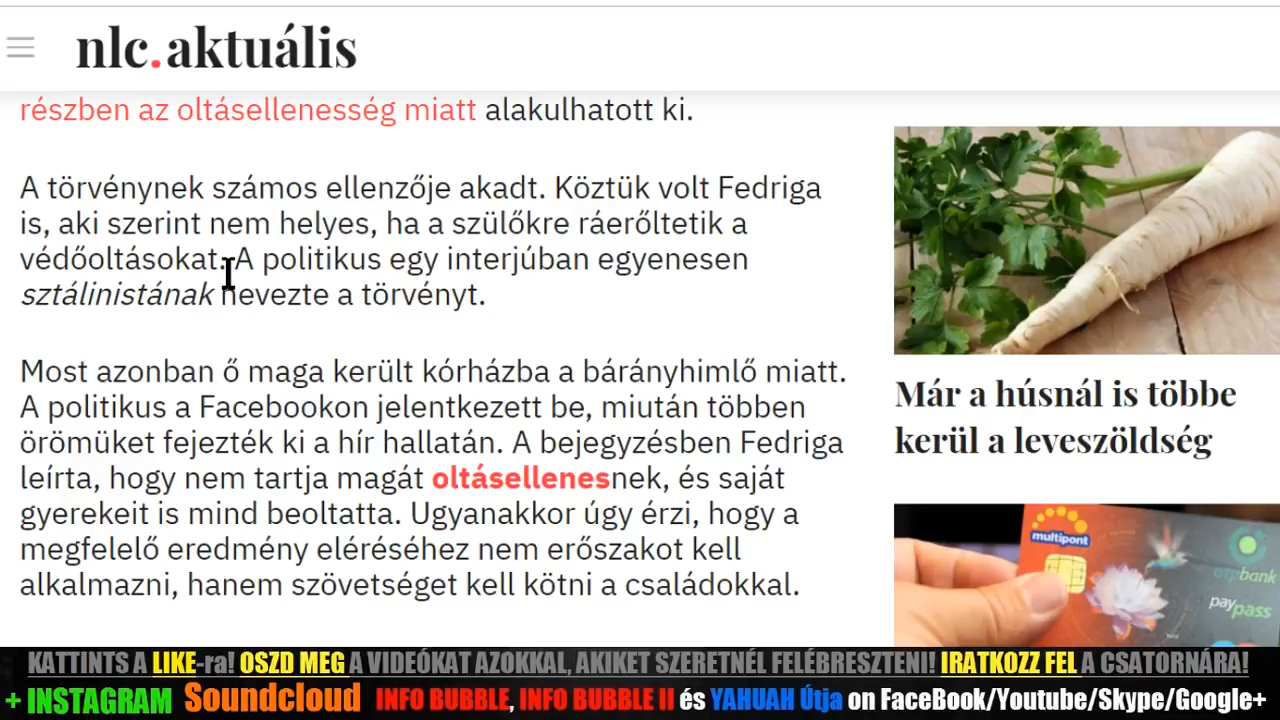 nlc.aktuális
részben az oltásellenesség miatt alakulhatott ki.
A törvénynek számos ellenzője akadt. Köztük volt Fedriga
is, aki szerint nem helyes, ha a szülőkre ráerőltetik a
védőoltásokat. A politikus egy interjúban egyenesen
sztálinistának nevezte a törvényt.
Most azonban ő maga került kórházba a bárányhimlő miatt.
A politikus a Facebookon jelentkezett be, miután többen
örömüket fejezték ki a hír hallatán. A bejegyzésben Fedriga
leírta, hogy nem tartja magát oltásellenesnek, és saját
gyerekeit is mind beoltatta. Ugyanakkor úgy érzi, hogy a
megfelelő eredmény eléréséhez nem erőszakot kell
alkalmazni, hanem szövetséget kell kötni a családokkal.
Már a húsnál is többe
kerül a leveszöldség
multipont
otpbank
paypass
KATTINTS A LIKE-ra! OSZD MEG A VIDEÓKAT AZOKKAL, AKIKET SZERETNÉL FELÉBRESZTENI! IRATKOZZ FEL A CSATORNÁRA!
+ INSTAGRAM Soundcloud INFO BUBBLE, INFO BUBBLE II és YAHUAH Útja on FaceBook/Youtube/Skype/Google+